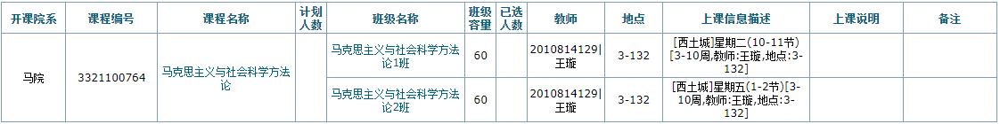 开课院系 课程编号 课程名称 计划人数 班级名称 班级容量 已选人数 教师 地点 上课信息描述 上课说明 备注
马院 3321100764 马克思主义与社会科学方法论
马克思主义与社会科学方法
论1班
60
2010814129|
王璇
3-132
[西土城]星期二(10-11节)
[3-10周,教师:王璇,地点:3-
132]
马克思主义与社会科学方法
论2班
60
2010814129|
王璇
3-132
[西土城]星期五(1-2节)[3-
10周,教师:王璇,地点:3-
132]